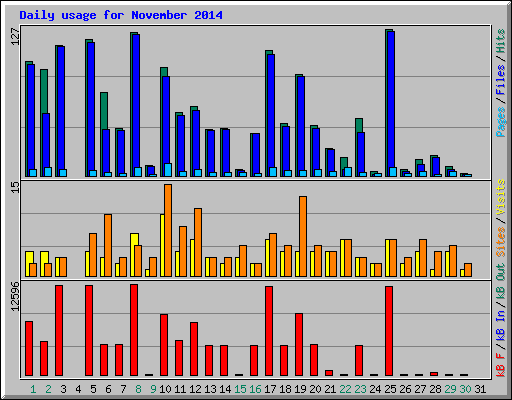 Daily usage for November 2014
127
Pages / Files / Hits
15
Sites / Visits
12596
kB F / kB In / kB Out
1 2 3 4 5 6 7 8 9 10 11 12 13 14 15 16 17 18 19 20 21 22 23 24 25 26 27 28 29 30 31